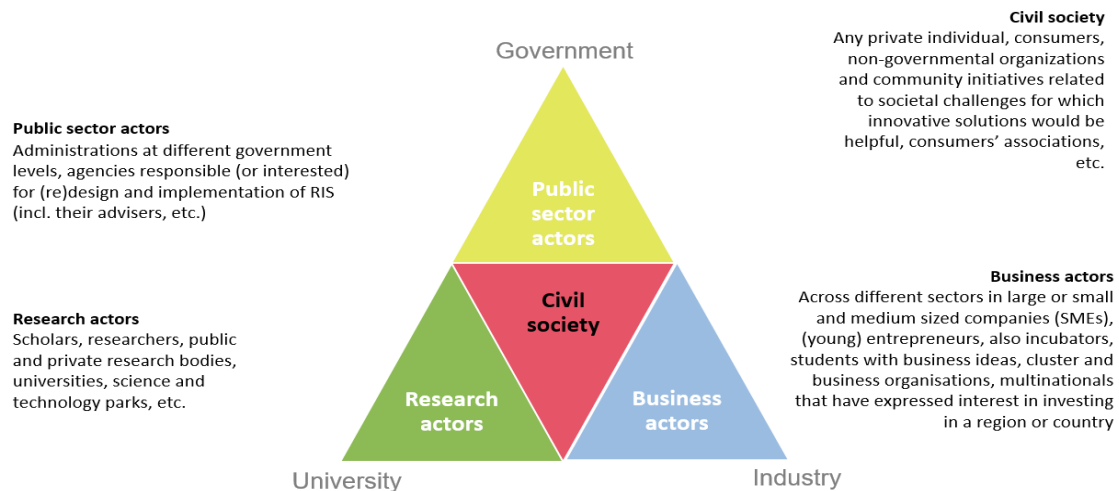 Government
Public sector actors
Administrations at different government
levels, agencies responsible (or interested)
for (re)design and implementation of RIS
(incl. their advisers, etc.)
Research actors
Scholars, researchers, public
and private research bodies,
universities, science and
technology parks, etc.
Public
sector
actors
Civil
society
Research
actors
Business
actors
University
Industry
Civil society
Any private individual, consumers,
non-governmental organizations
and community initiatives related
to societal challenges for which
innovative solutions would be
helpful, consumers’ associations,
etc.
Business actors
Across different sectors in large or small
and medium sized companies (SMEs),
(young) entrepreneurs, also incubators,
students with business ideas, cluster and
business organisations, multinationals
that have expressed interest in investing
in a region or country